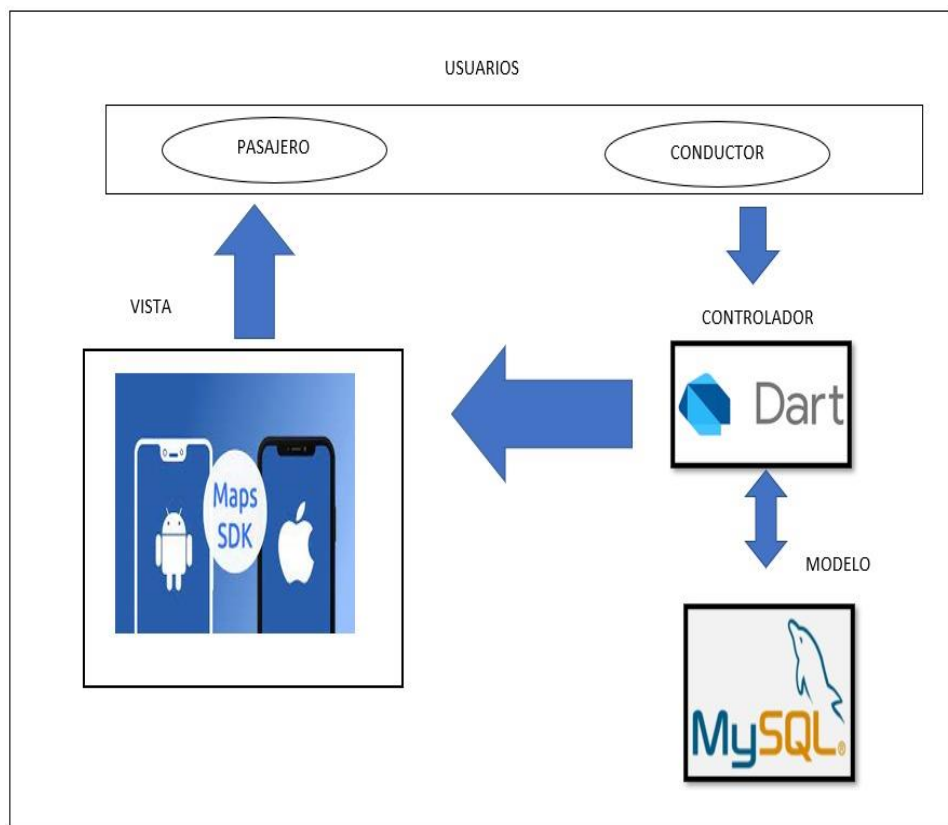 USUARIOS
PASAJERO
CONDUCTOR
VISTA
CONTROLADOR
Dart
Maps
SDK
MODELO
MySQL®